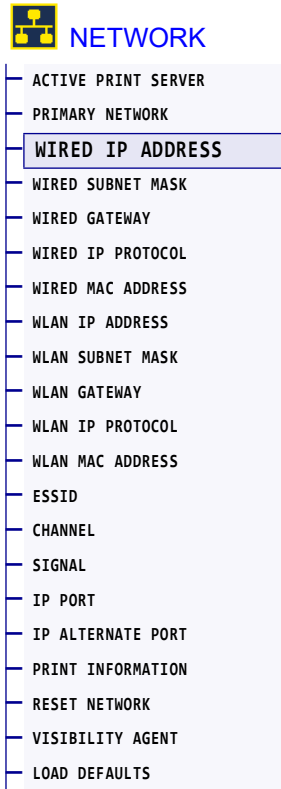 NETWORK
ACTIVE PRINT SERVER
PRIMARY NETWORK
WIRED IP ADDRESS
WIRED SUBNET MASK
WIRED GATEWAY
WIRED IP PROTOCOL
WIRED MAC ADDRESS
WLAN IP ADDRESS
WLAN SUBNET MASK
WLAN GATEWAY
WLAN IP PROTOCOL
WLAN MAC ADDRESS
ESSID
CHANNEL
SIGNAL
IP PORT
IP ALTERNATE PORT
PRINT INFORMATION
RESET NETWORK
VISIBILITY AGENT
LOAD DEFAULTS